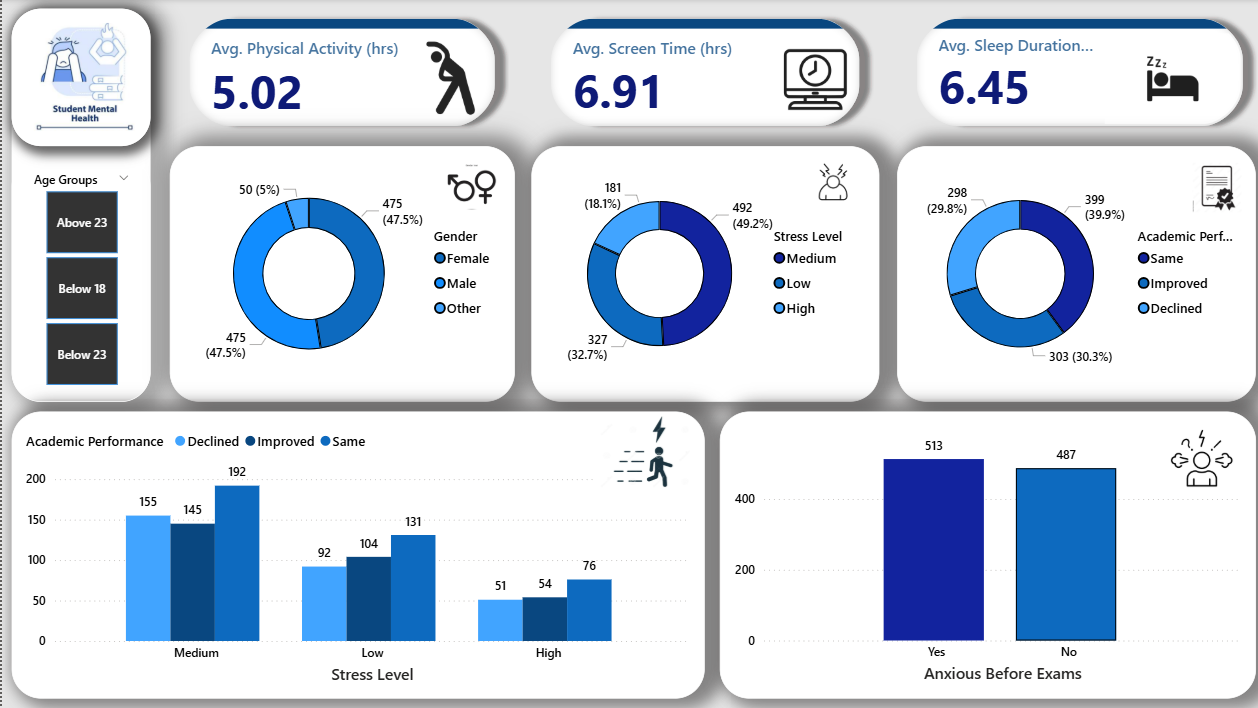 Student Mental
Health
Avg. Physical Activity (hrs)
5.02
Avg. Screen Time (hrs)
6.91
Avg. Sleep Duration...
6.45
Zzz
Age Groups
Above 23
Below 18
Below 23
50 (5%)
475
(47.5%)
475
(47.5%)
Gender
Female
Male
Other
181
(18.1%)
492
(49.2%)
327
(32.7%)
Stress Level
Medium
Low
High
298
(29.8%)
399
(39.9%)
303 (30.3%)
Academic Perf...
Same
Improved
Declined
Academic Performance Declined Improved Same
200
150
100
50
0
155 145 192
92 104 131
51 54 76
Medium Low High
Stress Level
400
200
0
513 487
Yes No
Anxious Before Exams